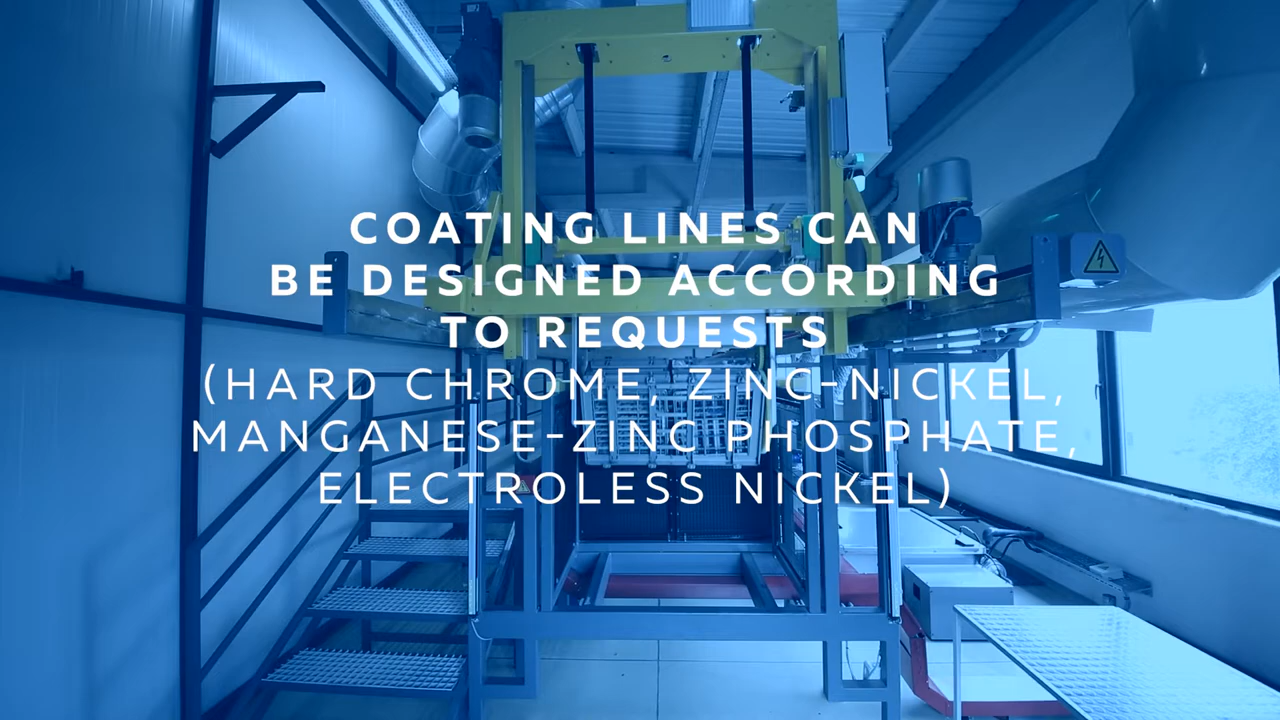 COATING LINES CAN
BE DESIGNED ACCORDING
TO REQUESTS
(HARD CHROME, ZINC-NICKEL,
MANGANESE-ZINC PHOSPHATE,
ELECTROLESS NICKEL)